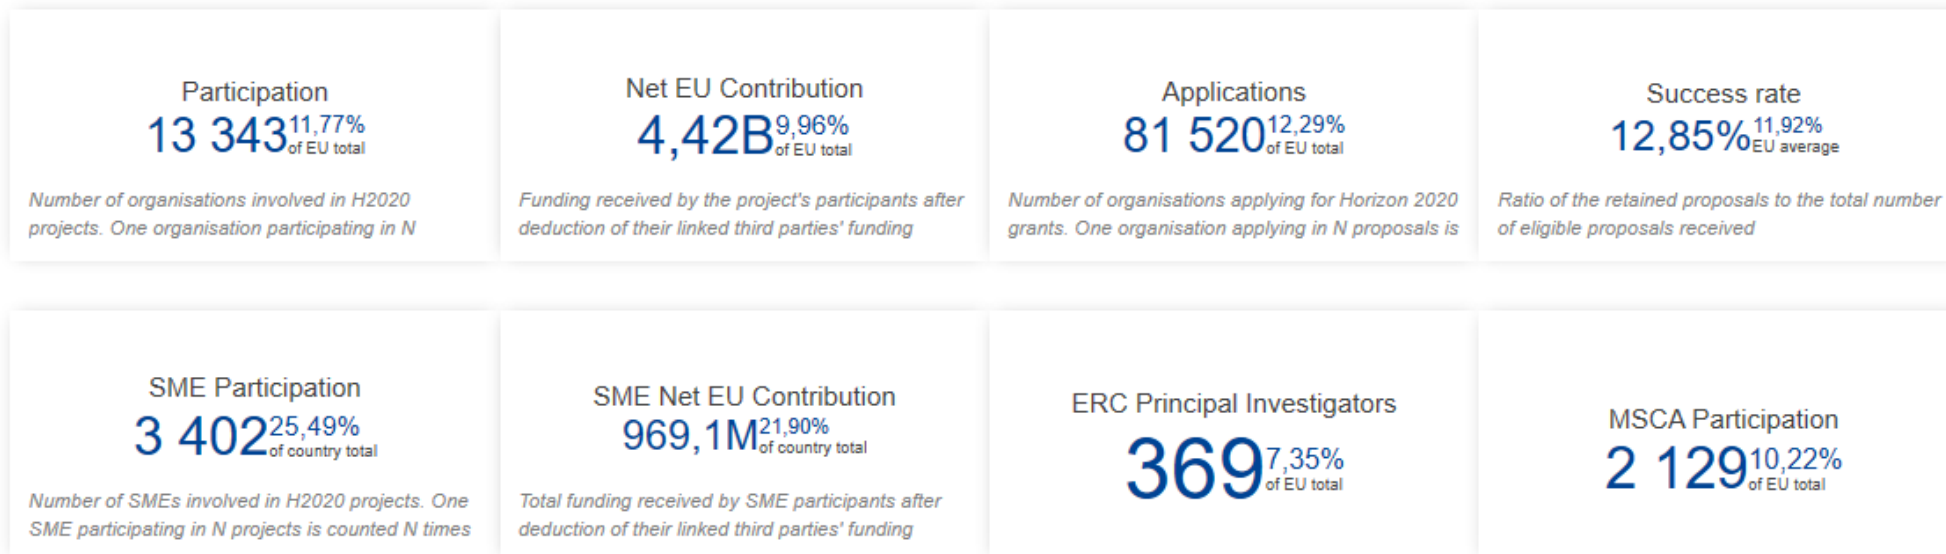 Participation
13 343 11,77%
of EU total
Number of organisations involved in H2020
projects. One organisation participating in N
Net EU Contribution
4,42B 9,96%
of EU total
Funding received by the project's participants after
deduction of their linked third parties' funding
Applications
81 520 12,29%
of EU total
Number of organisations applying for Horizon 2020
grants. One organisation applying in N proposals is
Success rate
12,85% 11,92%
EU average
Ratio of the retained proposals to the total number
of eligible proposals received
SME Participation
3 402 25,49%
of country total
Number of SMEs involved in H2020 projects. One
SME participating in N projects is counted N times
SME Net EU Contribution
969,1M 21,90%
of country total
Total funding received by SME participants after
deduction of their linked third parties' funding
ERC Principal Investigators
369 7,35%
of EU total
MSCA Participation
2 129 10,22%
of EU total